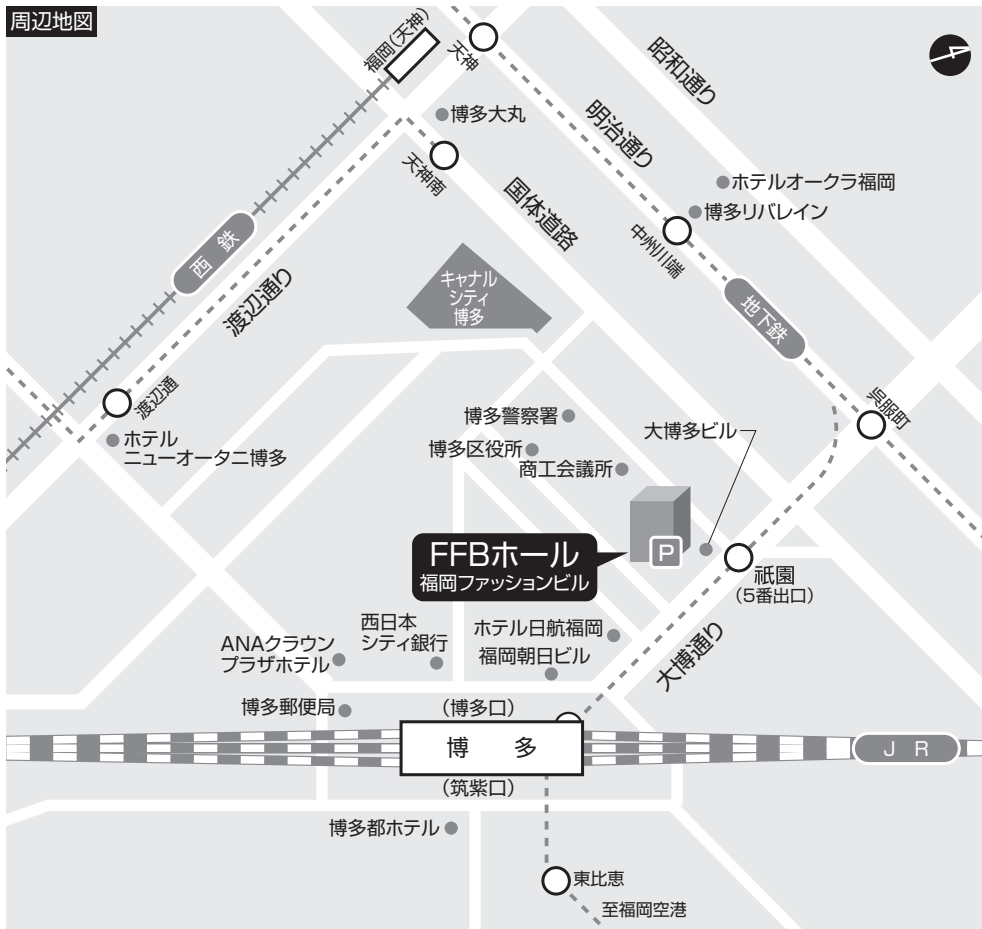 周辺地図
福岡(天神)
天神
昭和通り
明治通り
博多大丸
天神南
国体道路
ホテルオークラ福岡
博多リバレイン
中州川端
西鉄
渡辺通り
キャナル
シティ
博多
地下鉄
渡辺通
呉服町
ホテル
ニューオータニ博多
博多警察署
大博多ビル
博多区役所
商工会議所
FFBホール
福岡ファッションビル
P
祇園
(5番出口)
西日本
シティ銀行
ホテル日航福岡
福岡朝日ビル
大博通り
ANAクラウン
プラザホテル
博多郵便局
(博多口)
博多
JR
(筑紫口)
博多都ホテル
東比恵
至福岡空港